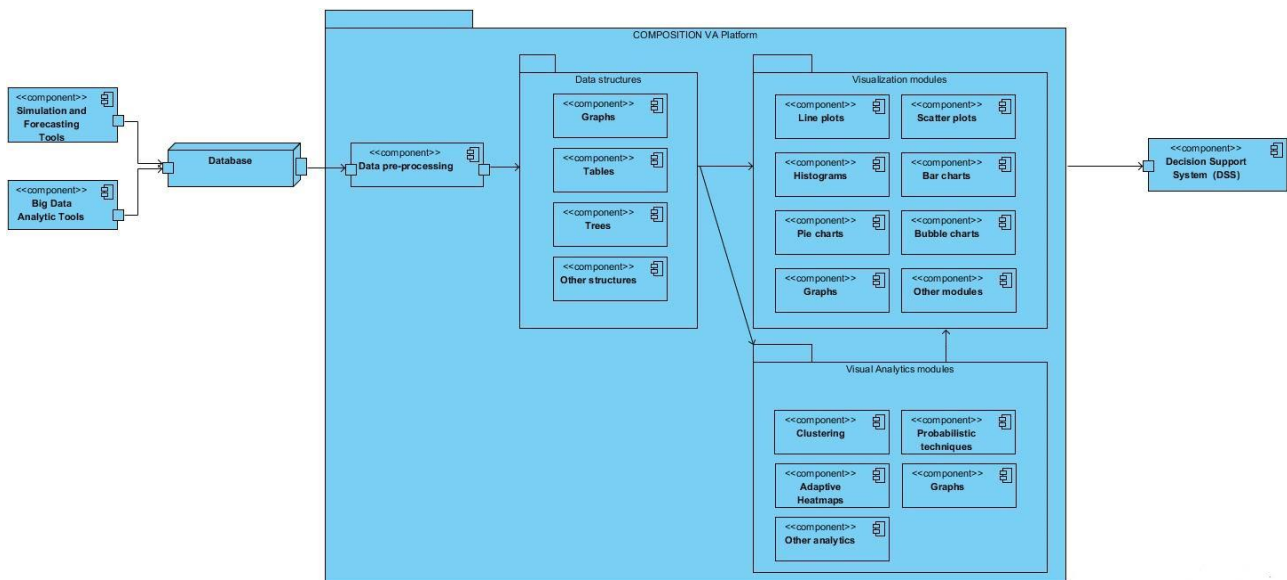 COMPOSITION VA Platform
<<component>>
Simulation and
Forecasting
Tools
<<component>>
Big Data
Analytic Tools
Database
<<component>>
Data pre-processing
Data structures
<<component>>
Graphs
<<component>>
Tables
<<component>>
Trees
<<component>>
Other structures
Visualization modules
<<component>>
Line plots
<<component>>
Scatter plots
<<component>>
Histograms
<<component>>
Bar charts
<<component>>
Pie charts
<<component>>
Bubble charts
<<component>>
Graphs
<<component>>
Other modules
Visual Analytics modules
<<component>>
Clustering
<<component>>
Probabilistic
techniques
<<component>>
Adaptive
Heatmaps
<<component>>
Graphs
<<component>>
Other analytics
<<component>>
Decision Support
System (DSS)